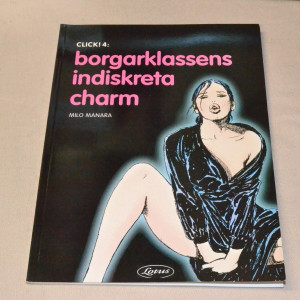 CLICK! 4:
borgarklassens
indiskreta
charm
MILO MANARA
Lotus